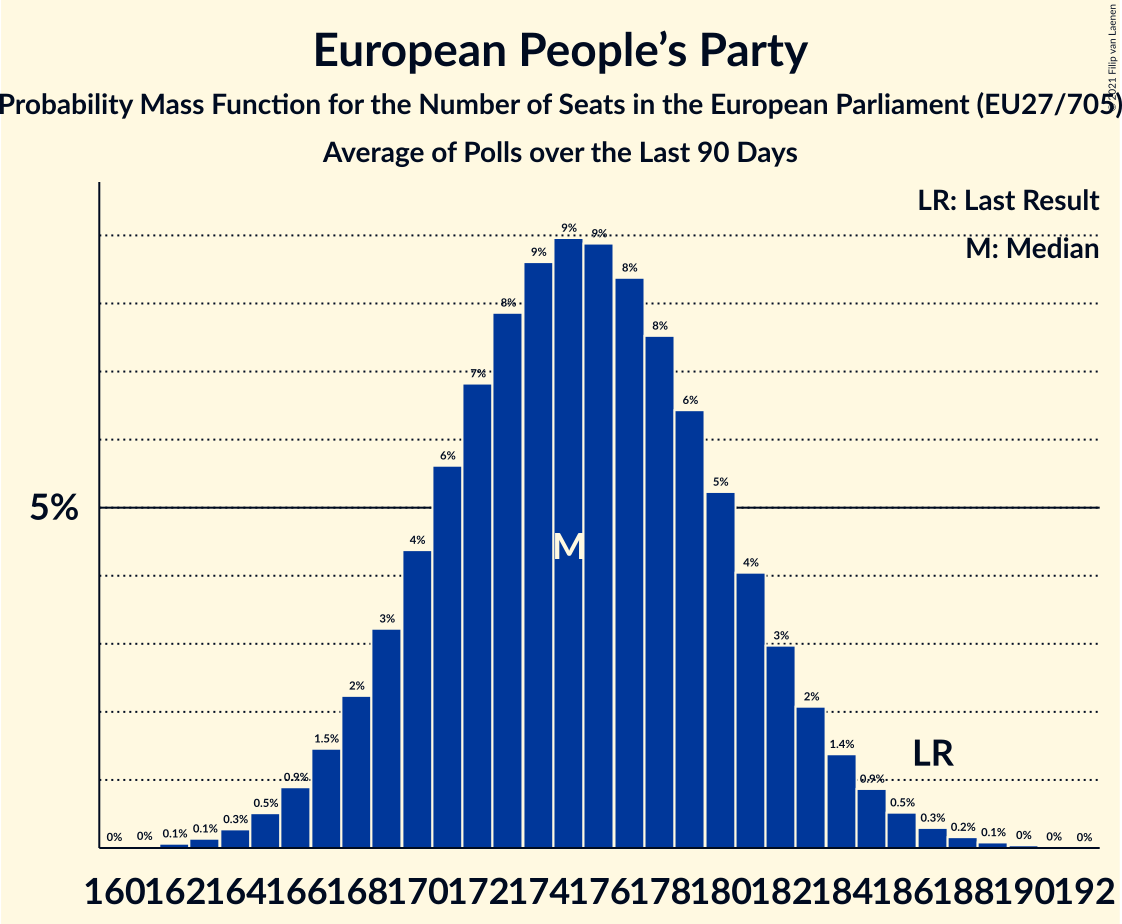 European People’s Party
Probability Mass Function for the Number of Seats in the European Parliament (EU27/705)
Average of Polls over the Last 90 Days
© 2021 Filip van Laenen
LR: Last Result
M: Median
5%
0% 0% 0.1% 0.1% 0.3% 0.5% 0.9% 1.5% 2% 3% 4% 6% 7% 8% 9% 9% 9% 8% 8% 6% 5% 4% 3% 2% 1.4% 0.9% 0.5% 0.3% 0.2% 0.1% 0% 0% 0%
M
LR
160 162 164 166 168 170 172 174 176 178 180 182 184 186 188 190 192